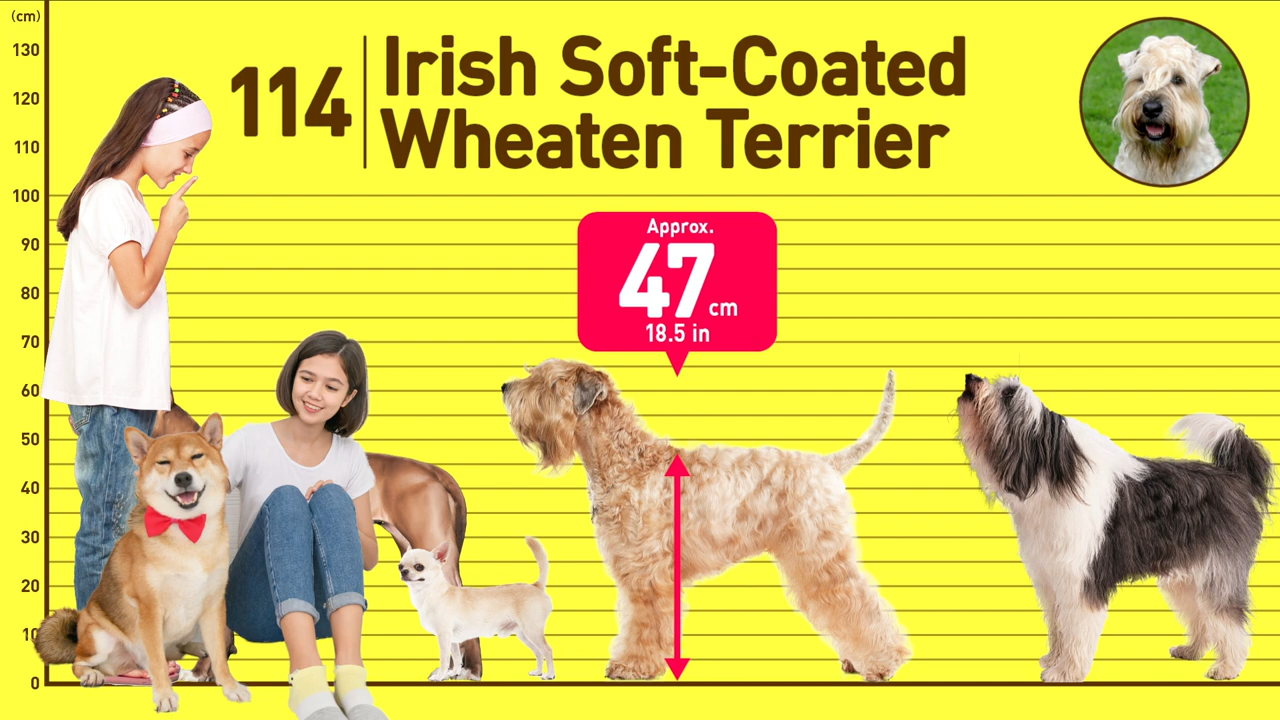 (cm)
130
120
110
100
90
80
70
60
50
40
30
20
10
0
114
Irish Soft-Coated
Wheaten Terrier
Approx.
47 cm
18.5 in